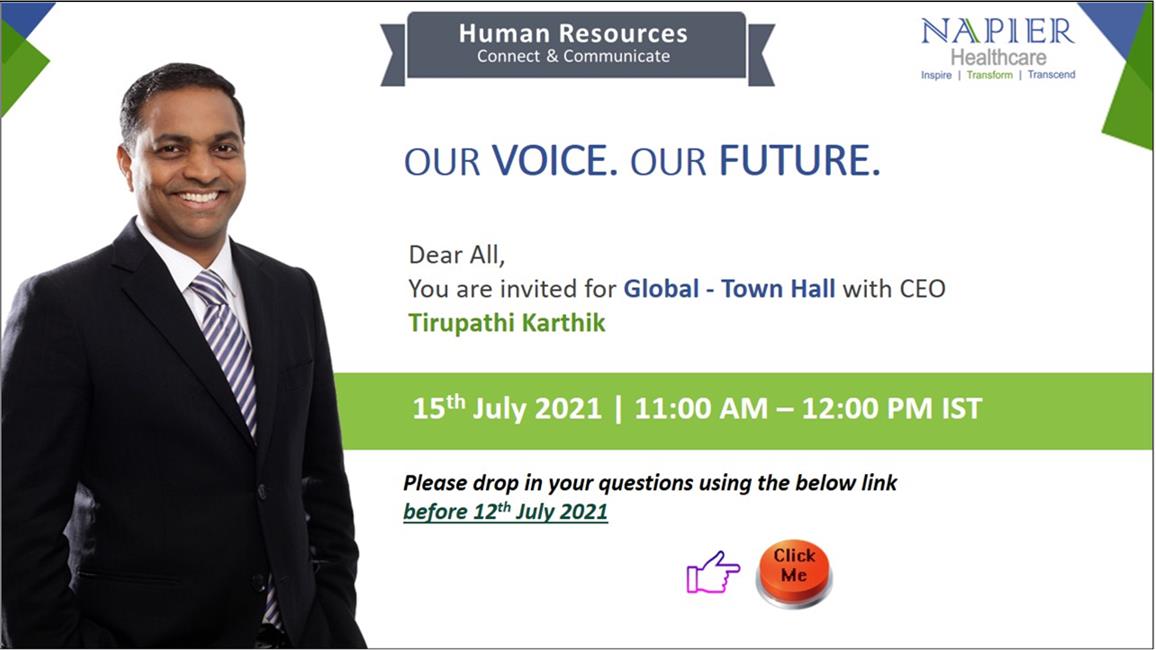 Human Resources
Connect & Communicate
NAPIER
Healthcare
Inspire | Transform | Transcend
OUR VOICE. OUR FUTURE.
Dear All,
You are invited for Global - Town Hall with CEO
Tirupathi Karthik
15th July 2021 | 11:00 AM – 12:00 PM IST
Please drop in your questions using the below link
before 12th July 2021
Click
Me